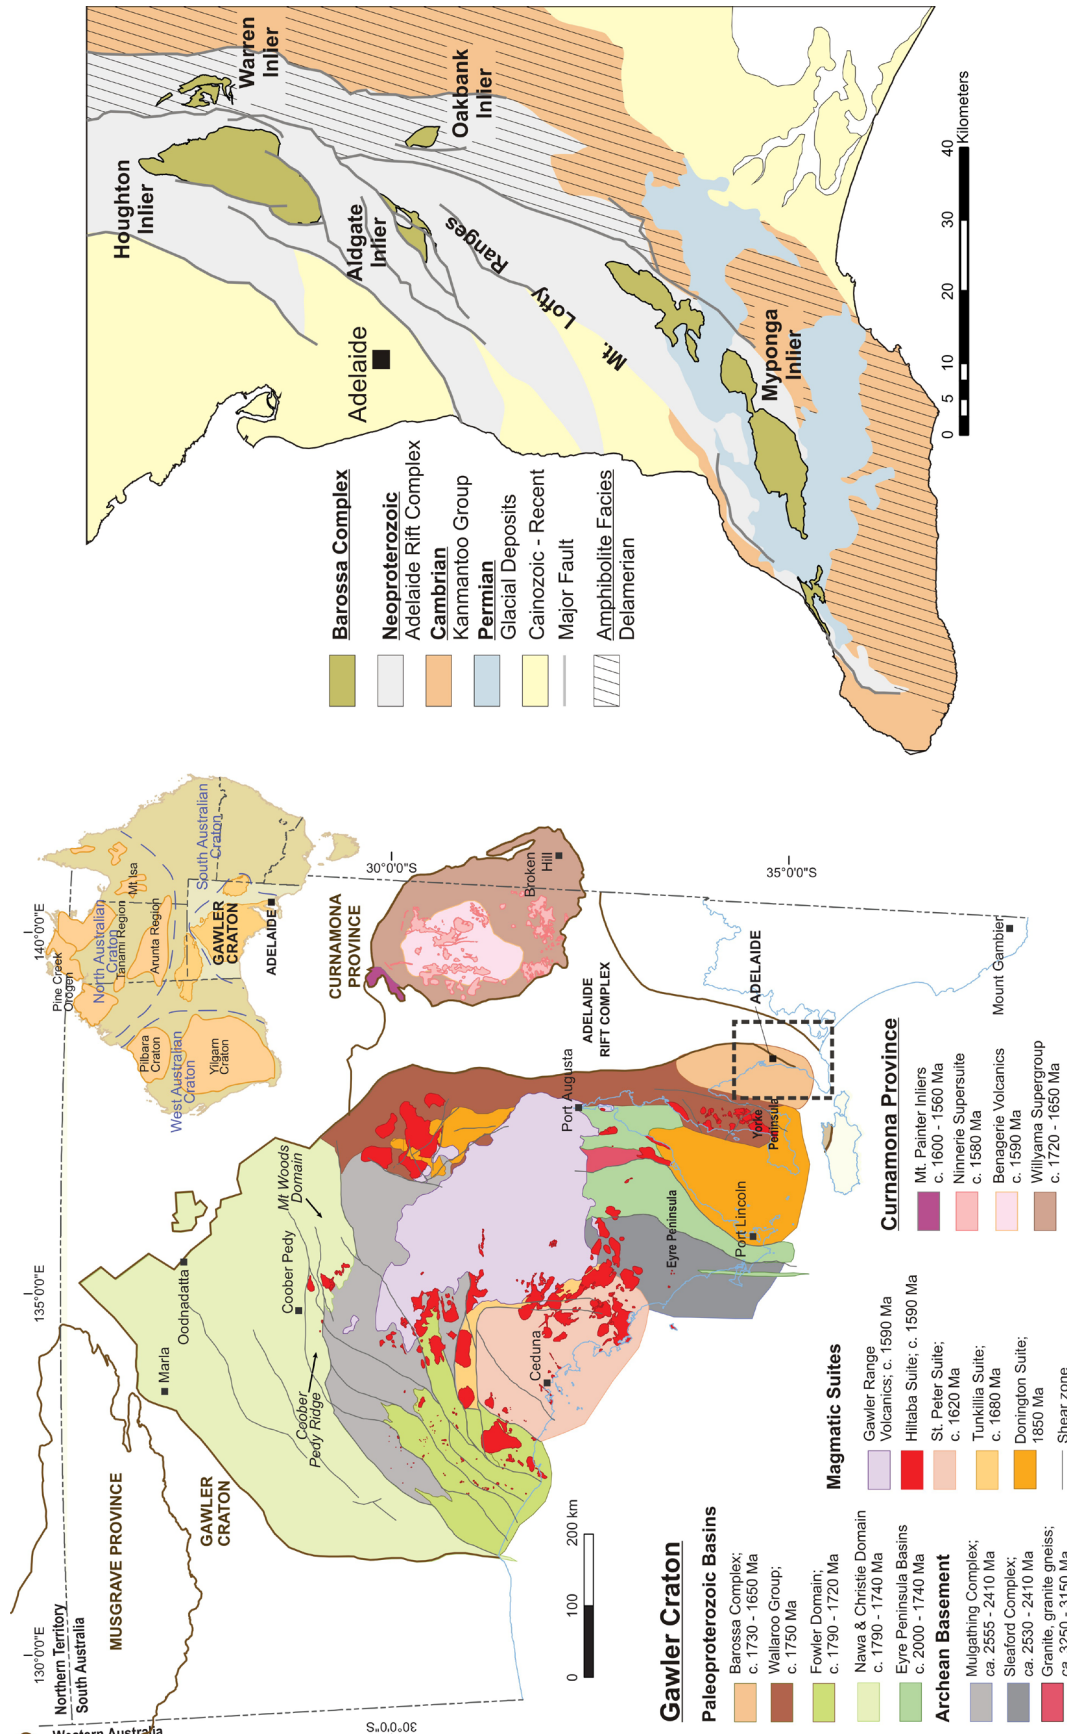 Northern Territory
South Australia
Western Australia
130°0'0"E
135°0'0"E
140°0'0"E
30°0'0"S
30°0'0"S
35°0'0"S
MUSGRAVE PROVINCE
GAWLER
CRATON
Marla
Oodnadatta
Coober Pedy
Coober
Pedy Ridge
Mt Woods
Domain
Ceduna
Port Augusta
Eyre Peninsula
Port Lincoln
Yorke
Peninsula
ADELAIDE
RIFT COMPLEX
ADELAIDE
CURNAMONA
PROVINCE
Broken
Hill
Mount Gambier
0
100
200 km
Pine Creek
Orogen
North Australian
Craton
Tanami Region
Mt Isa
Arunta Region
Pilbara
Craton
West Australian
Craton
Yilgarn
Craton
South Australian
Craton
GAWLER
CRATON
ADELAIDE
Gawler Craton
Paleoproterozoic Basins
Barossa Complex;
c. 1730 - 1650 Ma
Wallaroo Group;
c. 1750 Ma
Fowler Domain;
c. 1790 - 1720 Ma
Nawa & Christie Domain
c. 1790 - 1740 Ma
Eyre Peninsula Basins
c. 2000 - 1740 Ma
Archean Basement
Mulgathing Complex;
ca. 2555 - 2410 Ma
Sleaford Complex;
ca. 2530 - 2410 Ma
Granite, granite gneiss;
ca. 3250 - 3150 Ma
Magmatic Suites
Gawler Range
Volcanics; c. 1590 Ma
Hiltaba Suite; c. 1590 Ma
St. Peter Suite;
c. 1620 Ma
Tunkillia Suite;
c. 1680 Ma
Donington Suite;
1850 Ma
Shear zone
Curnamona Province
Mt. Painter Inliers
c. 1600 - 1560 Ma
Ninnerie Supersuite
c. 1580 Ma
Benagerie Volcanics
c. 1590 Ma
Willyama Supergroup
c. 1720 - 1650 Ma
Barossa Complex
Neoproterozoic
Adelaide Rift Complex
Cambrian
Kanmantoo Group
Permian
Glacial Deposits
Cainozoic - Recent
Major Fault
Amphibolite Facies
Delamerian
Houghton
Inlier
Warren
Inlier
Oakbank
Inlier
Aldgate
Inlier
Adelaide
Mt. Lofty Ranges
Myponga
Inlier
0 5 10 20 30 40
Kilometers